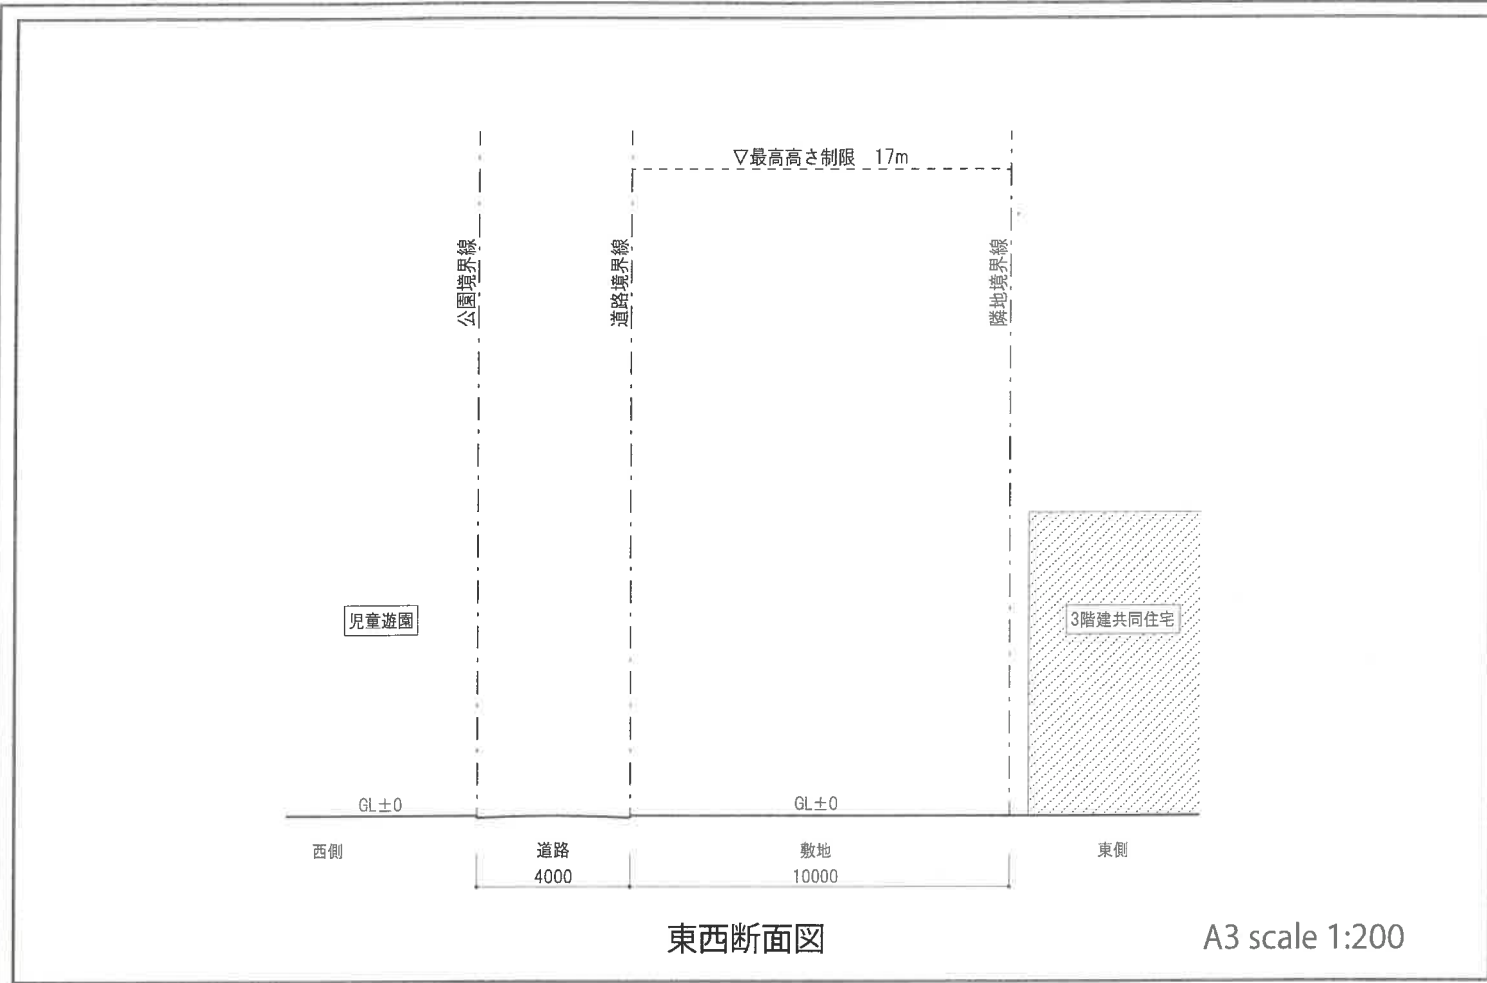 ▽最高高さ制限 17m
公園境界線
道路境界線
隣地境界線
児童遊園
3階建共同住宅
GL±0
GL±0
西側
道路
敷地
東側
4000
10000
東西断面図
A3 scale 1:200